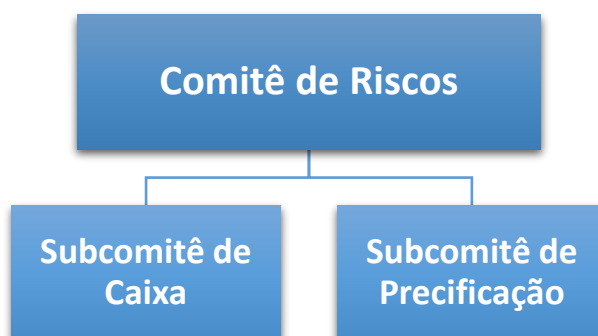 Comitê de Riscos
Subcomitê de
Caixa
Subcomitê de
Precificação